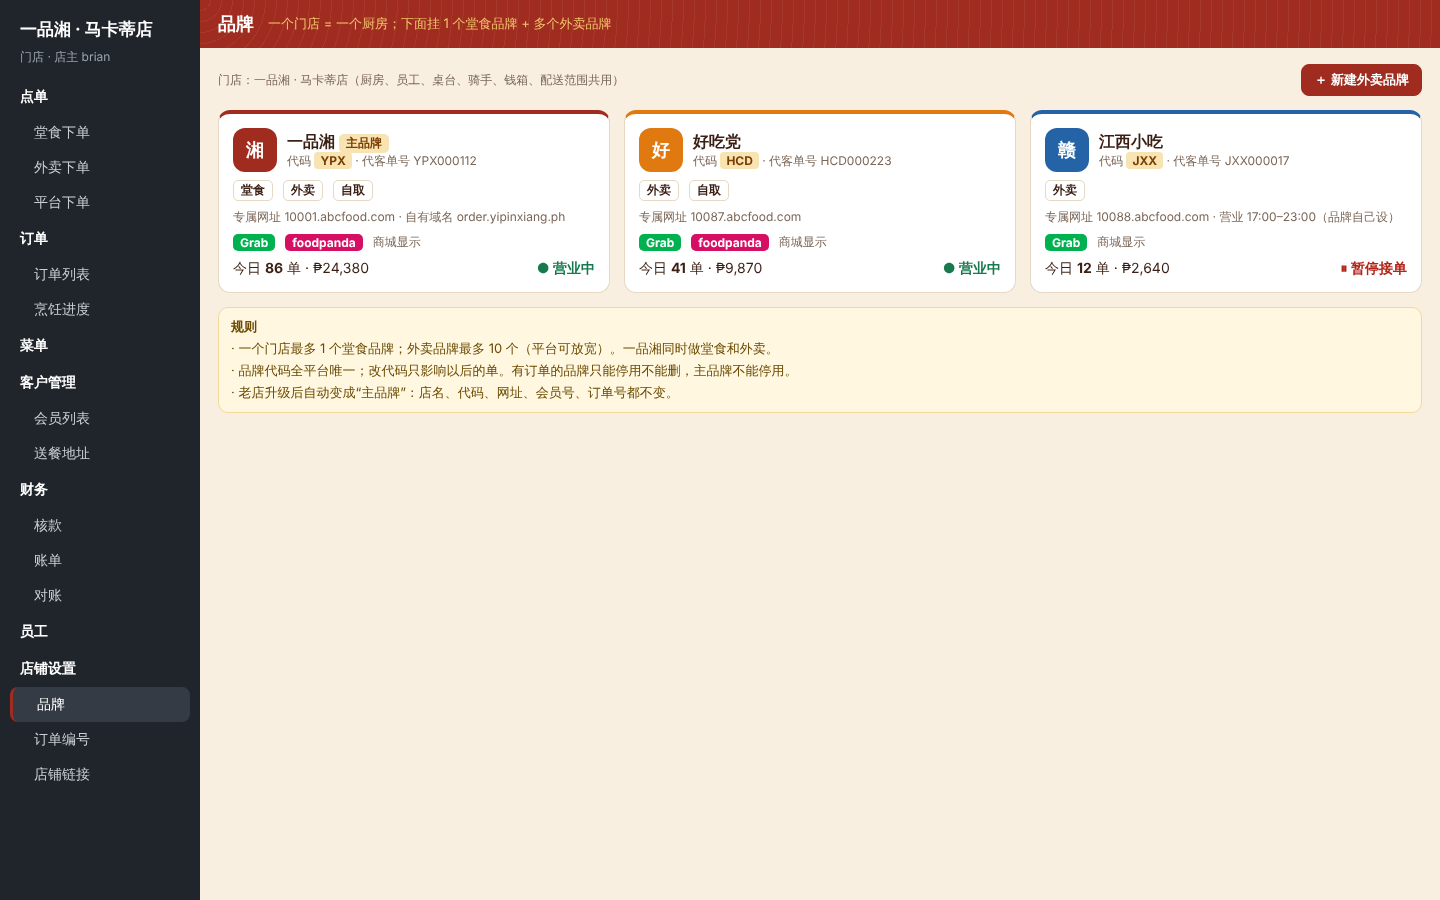 一品湘 · 马卡蒂店
门店 · 店主 brian
点单
堂食下单
外卖下单
平台下单
订单
订单列表
烹饪进度
菜单
客户管理
会员列表
送餐地址
财务
核款
账单
对账
员工
店铺设置
品牌
订单编号
店铺链接
品牌 一个门店 = 一个厨房；下面挂 1 个堂食品牌 + 多个外卖品牌
门店：一品湘 · 马卡蒂店（厨房、员工、桌台、骑手、钱箱、配送范围共用）
+ 新建外卖品牌
湘
一品湘 主品牌
代码 YPX · 代客单号 YPX000112
堂食 外卖 自取
专属网址 10001.abcfood.com · 自有域名 order.yipinxiang.ph
Grab foodpanda 商城显示
今日 86 单 · ₱24,380 ● 营业中
好
好吃党
代码 HCD · 代客单号 HCD000223
外卖 自取
专属网址 10087.abcfood.com
Grab foodpanda 商城显示
今日 41 单 · ₱9,870 ● 营业中
赣
江西小吃
代码 JXX · 代客单号 JXX000017
外卖
专属网址 10088.abcfood.com · 营业 17:00–23:00（品牌自己设）
Grab 商城显示
今日 12 单 · ₱2,640 ⏸ 暂停接单
规则
· 一个门店最多 1 个堂食品牌；外卖品牌最多 10 个（平台可放宽）。一品湘同时做堂食和外卖。
· 品牌代码全平台唯一；改代码只影响以后的单。有订单的品牌只能停用不能删，主品牌不能停用。
· 老店升级后自动变成“主品牌”：店名、代码、网址、会员号、订单号都不变。